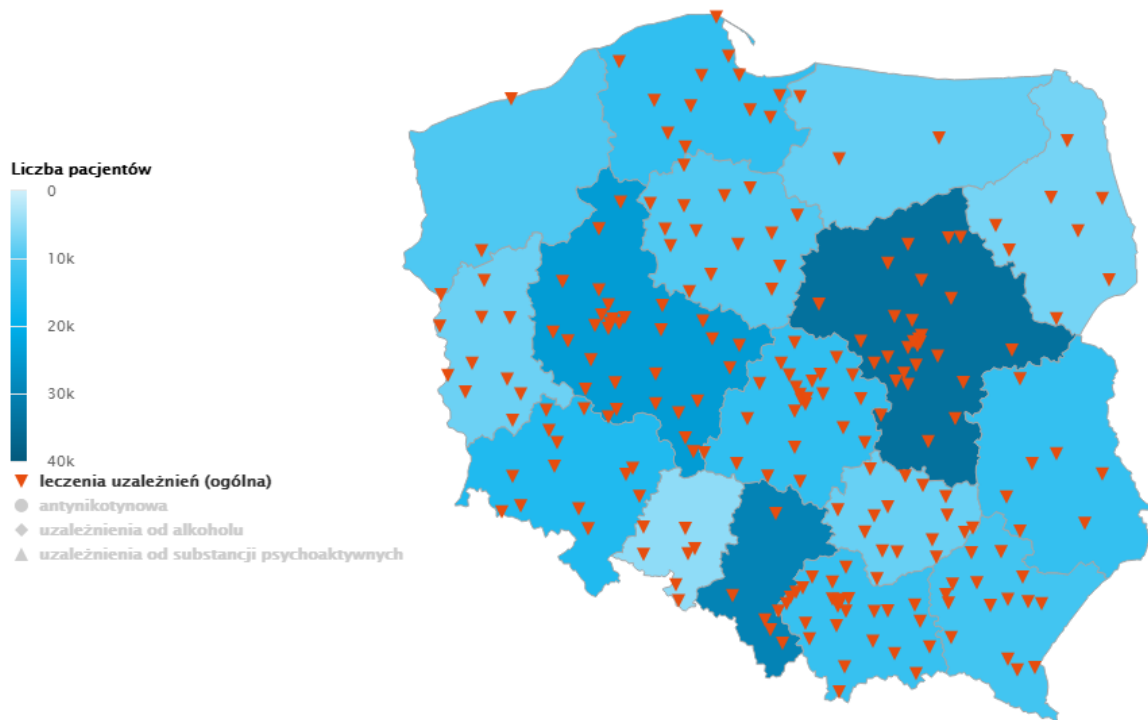 Liczba pacjentów
0
10k
20k
30k
40k
leczenia uzależnień (ogólna)
antynikotynowa
uzależnienia od alkoholu
uzależnienia od substancji psychoaktywnych